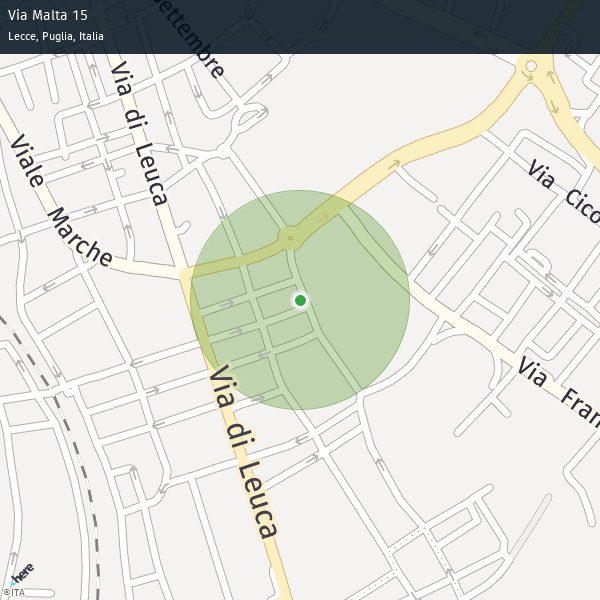 Via Malta 15
Lecce, Puglia, Italia
Settembre
Via di Leuca
Viale Marche
Via Cico
Via di Leuca
Via Fran
here
©ITA